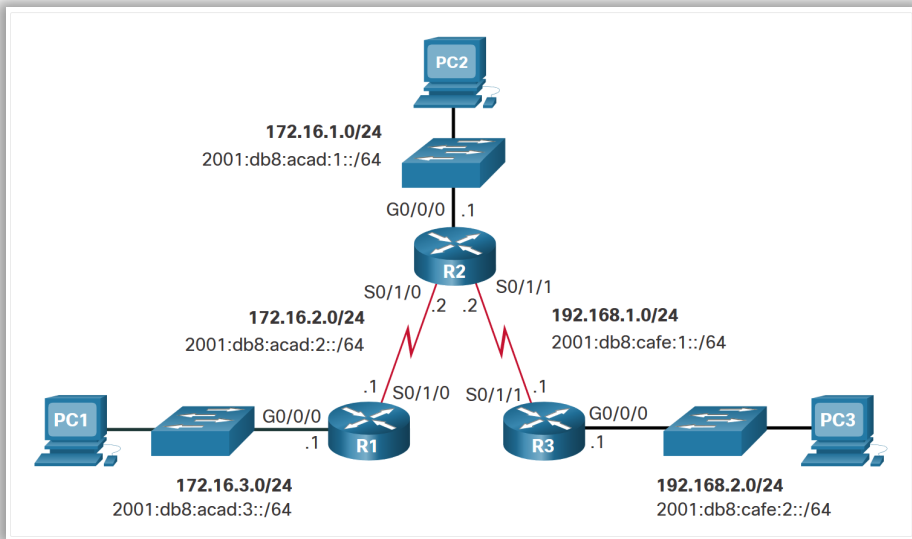 PC2
172.16.1.0/24
2001:db8:acad:1::/64
G0/0/0
.1
R2
S0/1/0
.2
.2
S0/1/1
172.16.2.0/24
2001:db8:acad:2::/64
192.168.1.0/24
2001:db8:cafe:1::/64
.1
S0/1/0
S0/1/1
.1
PC1
G0/0/0
.1
R1
R3
G0/0/0
.1
PC3
172.16.3.0/24
2001:db8:acad:3::/64
192.168.2.0/24
2001:db8:cafe:2::/64